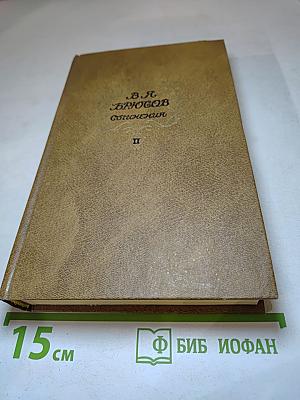 В.Я.
БРЮСОВ
Сочинения
II
15 см
Ф БИБ ИОФАН